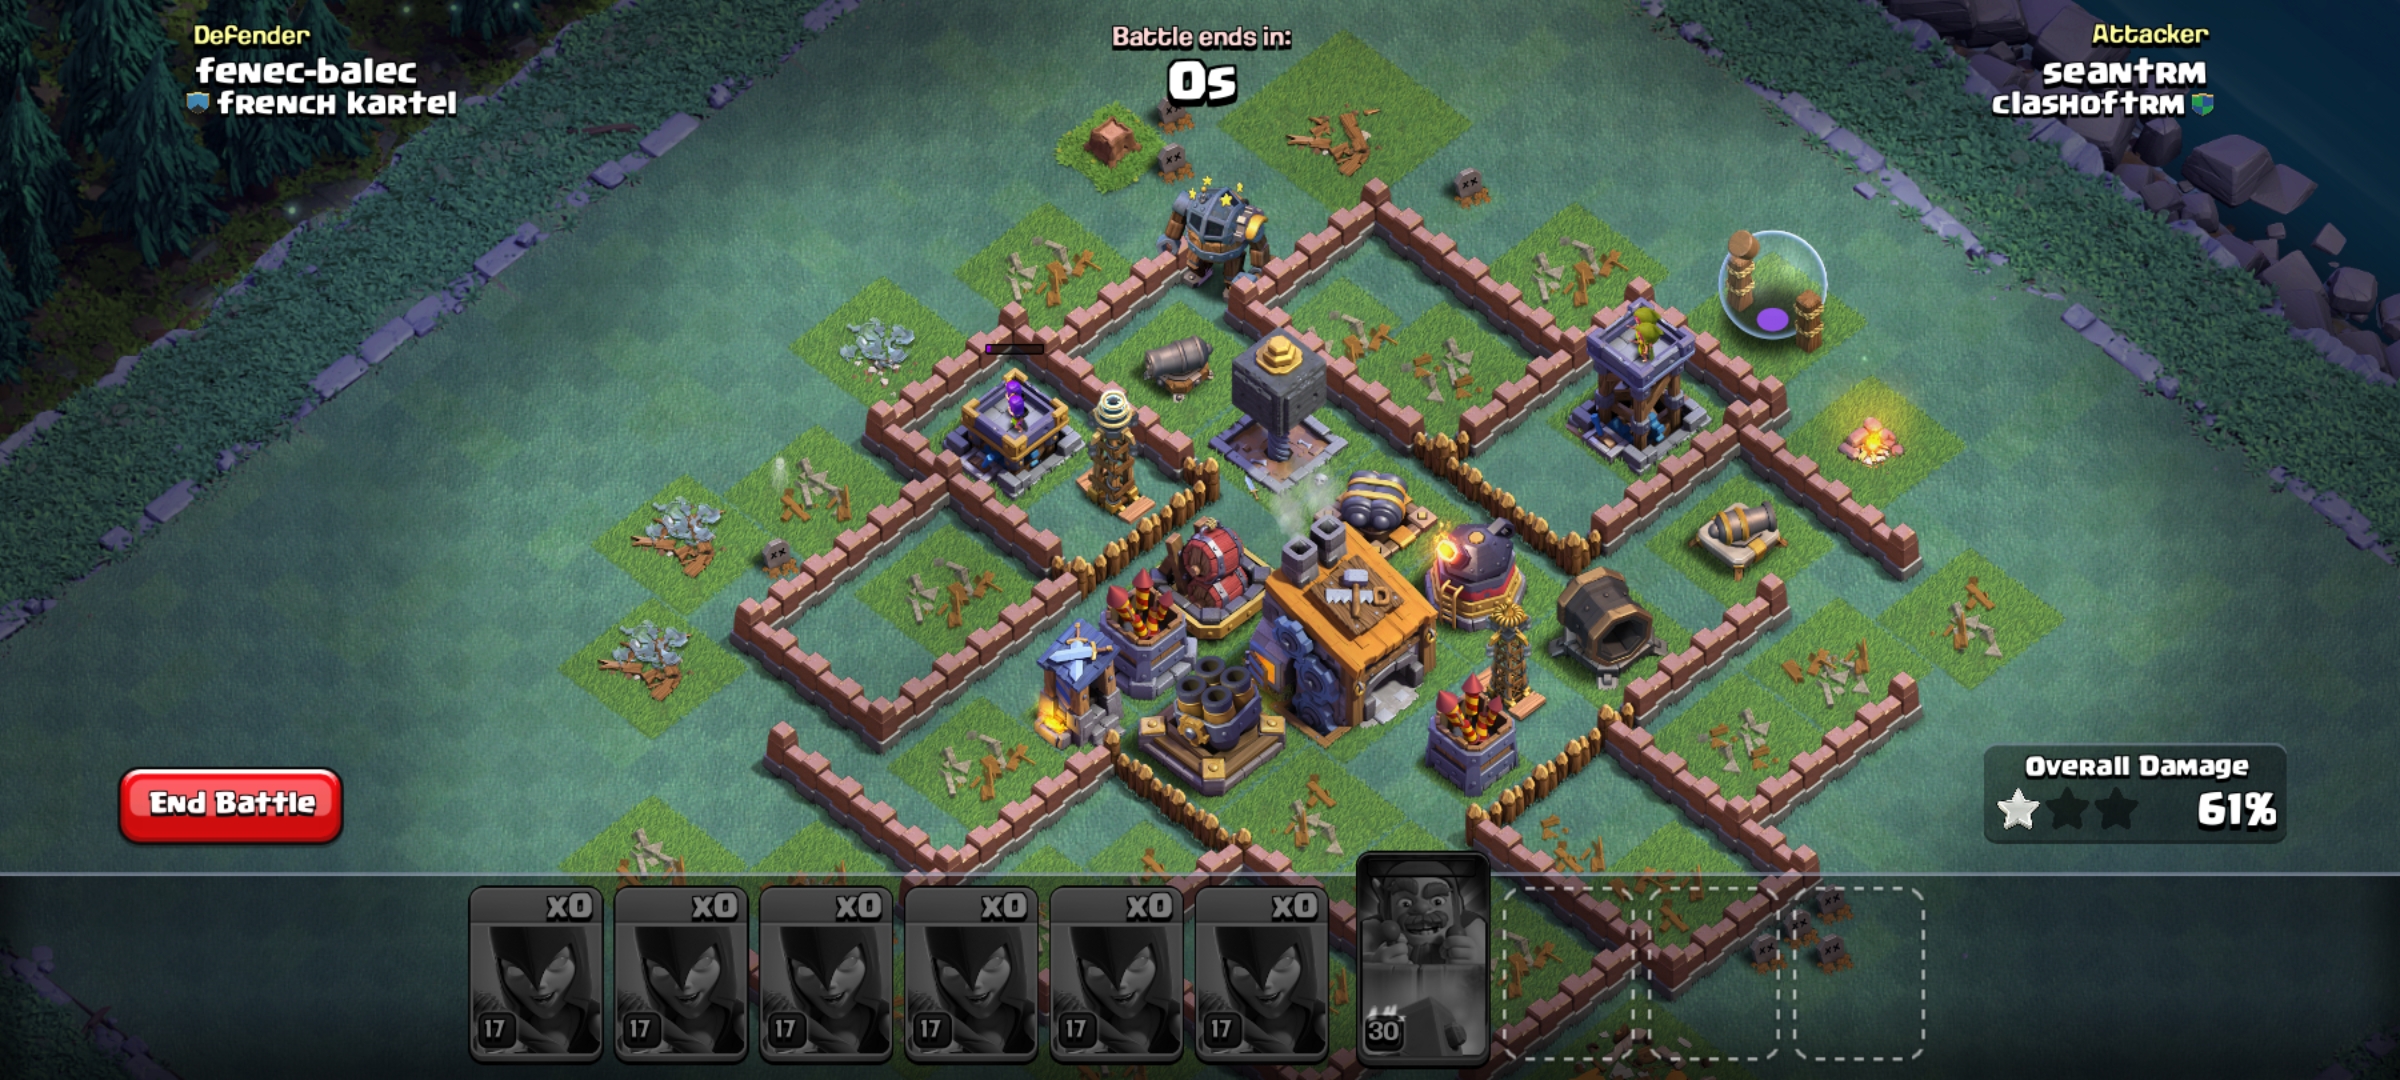 Defender
fenec-balec
french kartel
Battle ends in:
0s
Attacker
seantRM
clashoftRM
End Battle
Overall Damage
61%
x0 x0 x0 x0 x0 x0
17 17 17 17 17 17 30